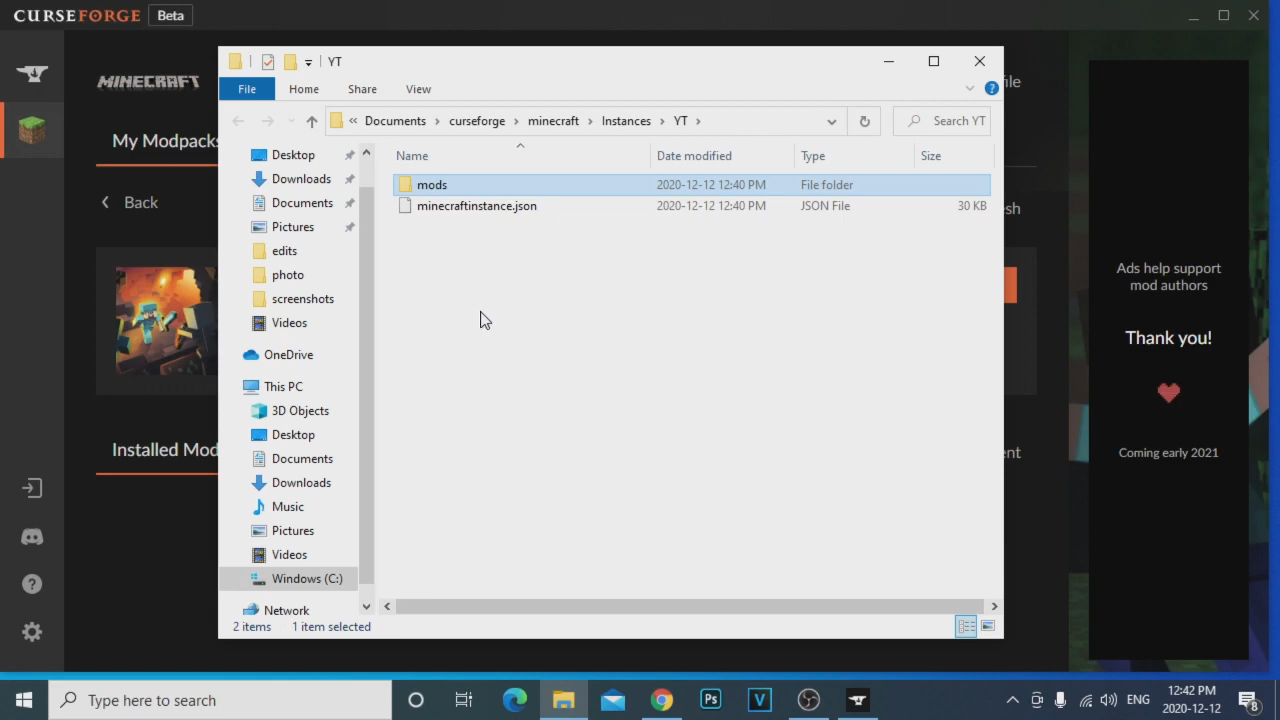 CURSEFORGE Beta
MINECRAFT
My Modpacks
Back
Installed Mod
YT
File Home Share View
« Documents › curseforge › minecraft › Instances › YT ›
Search YT
Name Date modified Type Size
mods 2020-12-12 12:40 PM File folder
minecraftinstance.json 2020-12-12 12:40 PM JSON File 30 KB
Desktop
Downloads
Documents
Pictures
edits
photo
screenshots
Videos
OneDrive
This PC
3D Objects
Desktop
Documents
Downloads
Music
Pictures
Videos
Windows (C:)
Network
2 items 1 item selected
Ads help support
mod authors
Thank you!
Coming early 2021
Type here to search
Ps
V
ENG
12:42 PM
2020-12-12
8